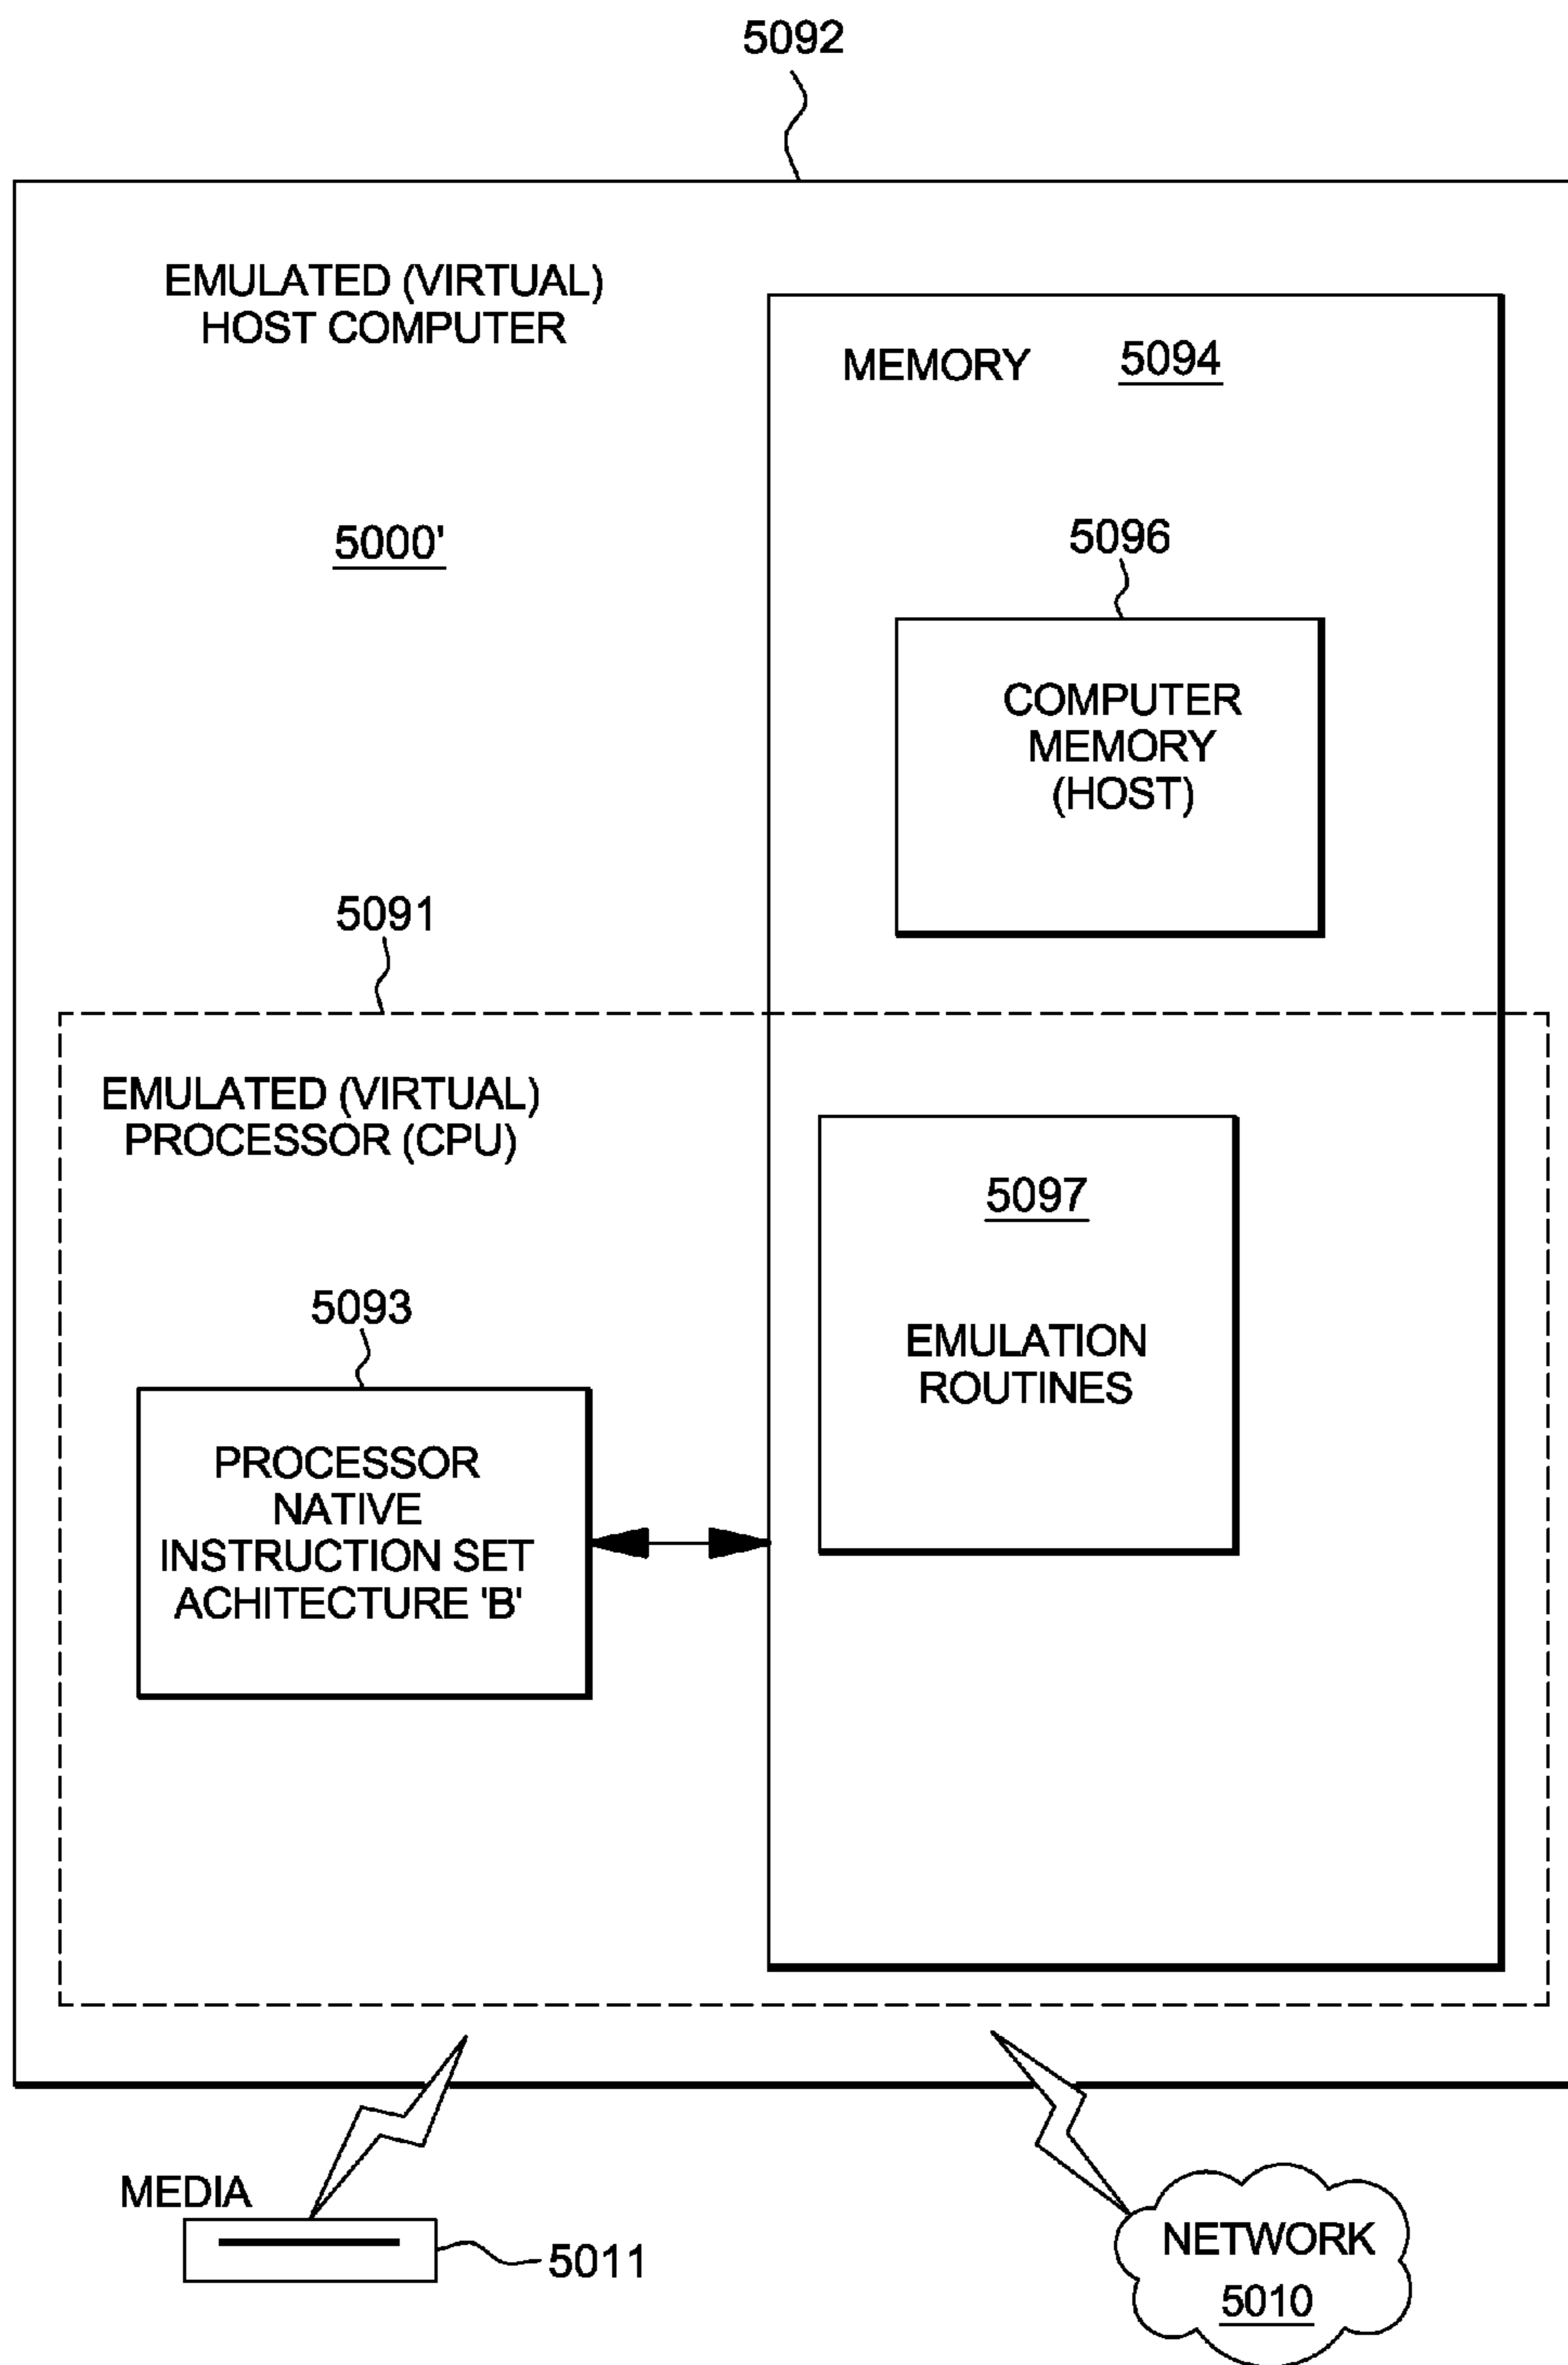 5092
EMULATED (VIRTUAL)
HOST COMPUTER
MEMORY
5094
5000'
5096
COMPUTER
MEMORY
(HOST)
5091
EMULATED (VIRTUAL)
PROCESSOR (CPU)
5097
EMULATION
ROUTINES
5093
PROCESSOR
NATIVE
INSTRUCTION SET
ACHITECTURE 'B'
MEDIA
5011
NETWORK
5010